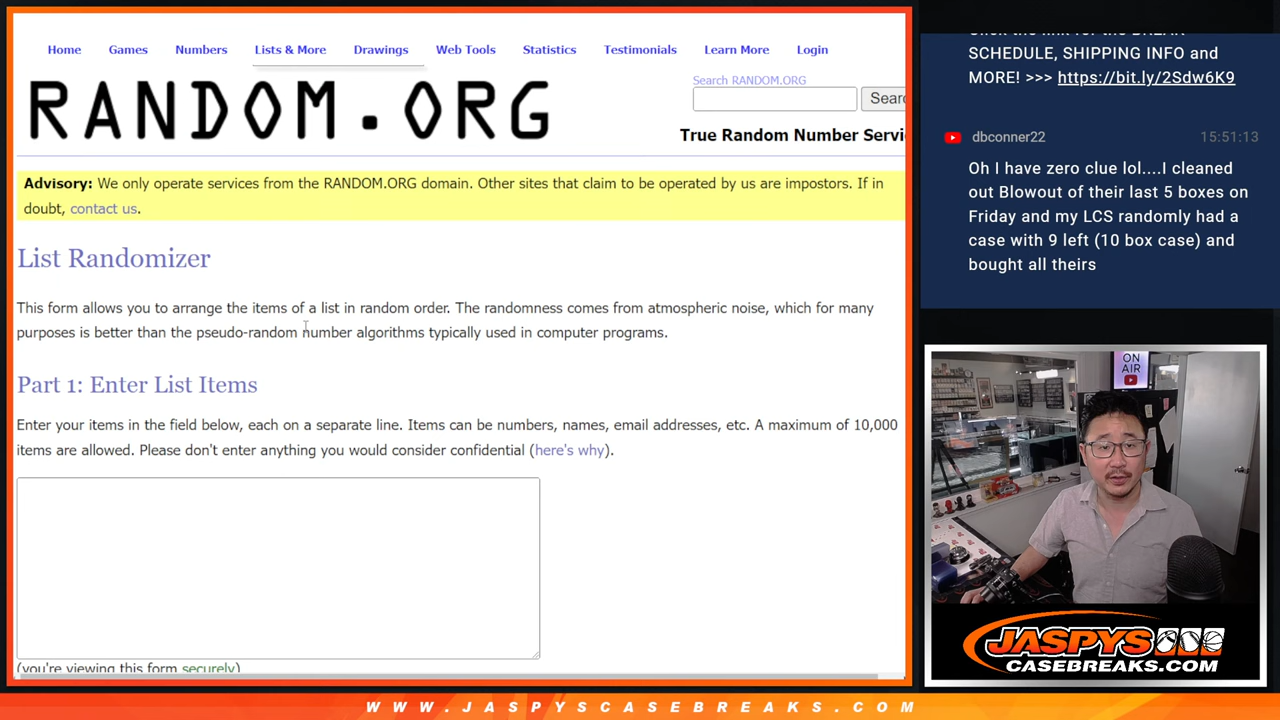 Home Games Numbers Lists & More Drawings Web Tools Statistics Testimonials Learn More Login
RANDOM.ORG
Search RANDOM.ORG
Sear
True Random Number Servi
Advisory: We only operate services from the RANDOM.ORG domain. Other sites that claim to be operated by us are impostors. If in
doubt, contact us.
List Randomizer
This form allows you to arrange the items of a list in random order. The randomness comes from atmospheric noise, which for many
purposes is better than the pseudo-random number algorithms typically used in computer programs.
Part 1: Enter List Items
Enter your items in the field below, each on a separate line. Items can be numbers, names, email addresses, etc. A maximum of 10,000
items are allowed. Please don't enter anything you would consider confidential (here's why).
(you're viewing this form securely)
SCHEDULE, SHIPPING INFO and
MORE! >>> https://bit.ly/2Sdw6K9
dbconner22 15:51:13
Oh I have zero clue lol....I cleaned
out Blowout of their last 5 boxes on
Friday and my LCS randomly had a
case with 9 left (10 box case) and
bought all theirs
ON
AIR
JASPYS
CASEBREAKS.COM
WWW.JASPYSCASEBREAKS.COM